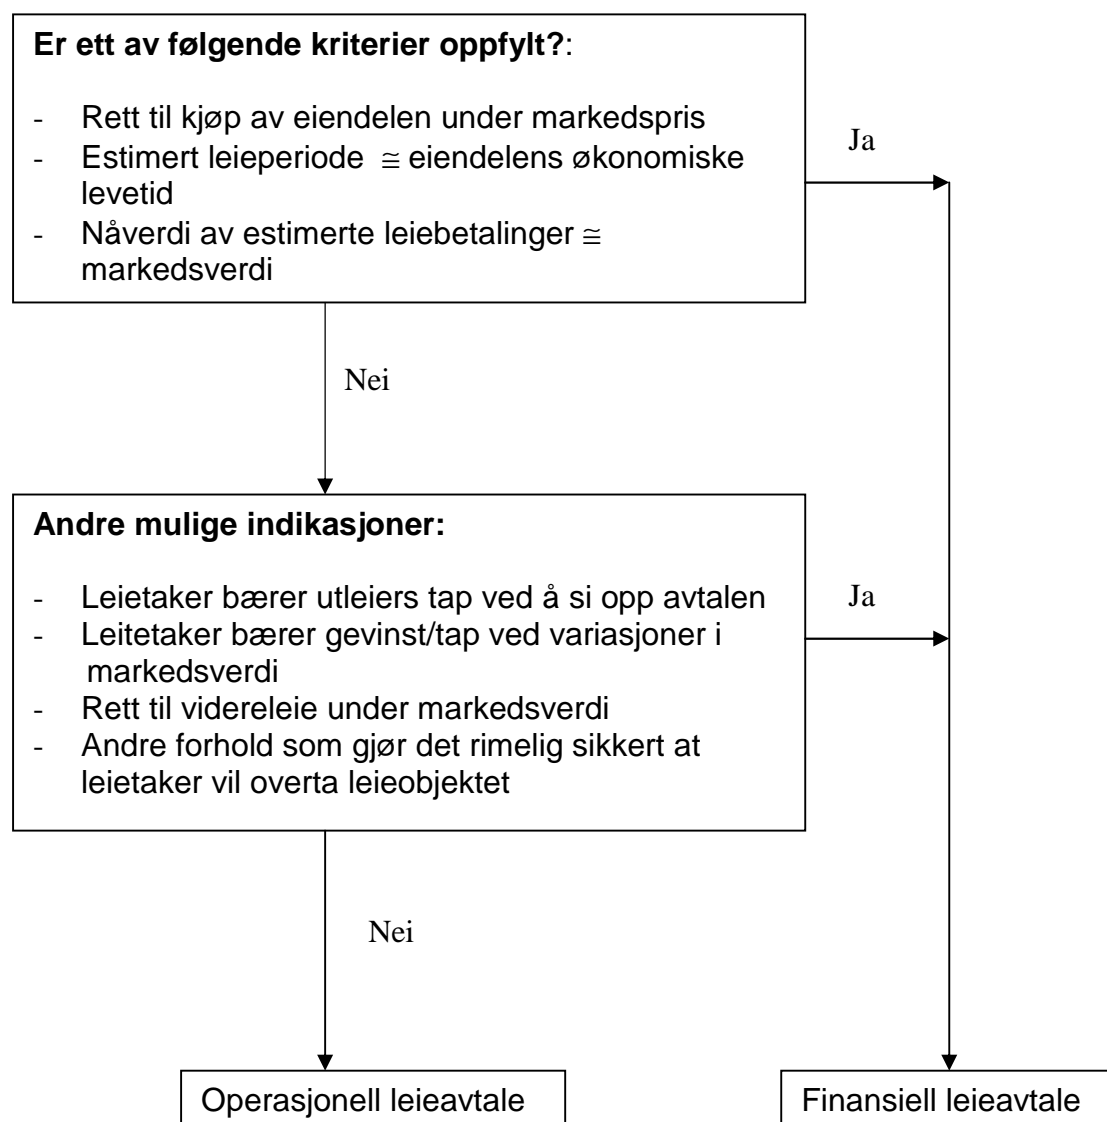 Er ett av følgende kriterier oppfylt?:
- Rett til kjøp av eiendelen under markedspris
- Estimert leieperiode ≅ eiendelens økonomiske
levetid
- Nåverdi av estimerte leiebetalinger ≅
markedsverdi
Ja
Nei
Andre mulige indikasjoner:
- Leietaker bærer utleiers tap ved å si opp avtalen
- Leitetaker bærer gevinst/tap ved variasjoner i
markedsverdi
- Rett til videreleie under markedsverdi
- Andre forhold som gjør det rimelig sikkert at
leietaker vil overta leieobjektet
Ja
Nei
Operasjonell leieavtale
Finansiell leieavtale